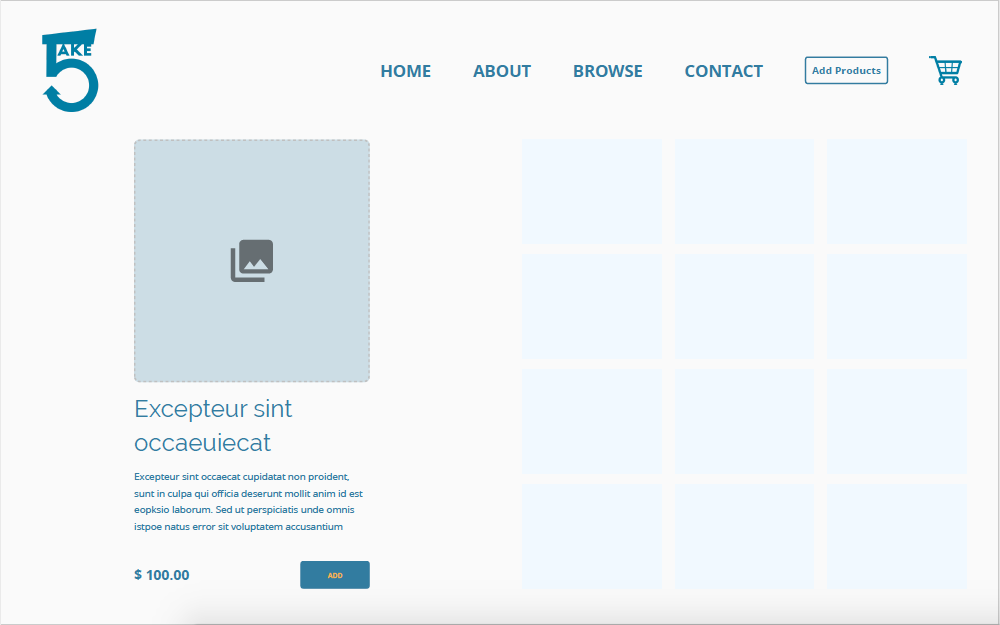 TAKE
5
HOME ABOUT BROWSE CONTACT Add Products
Excepteur sint
occaeuiecat
Excepteur sint occaecat cupidatat non proident,
sunt in culpa qui officia deserunt mollit anim id est
eopksio laborum. Sed ut perspiciatis unde omnis
istpoe natus error sit voluptatem accusantium
$ 100.00 ADD